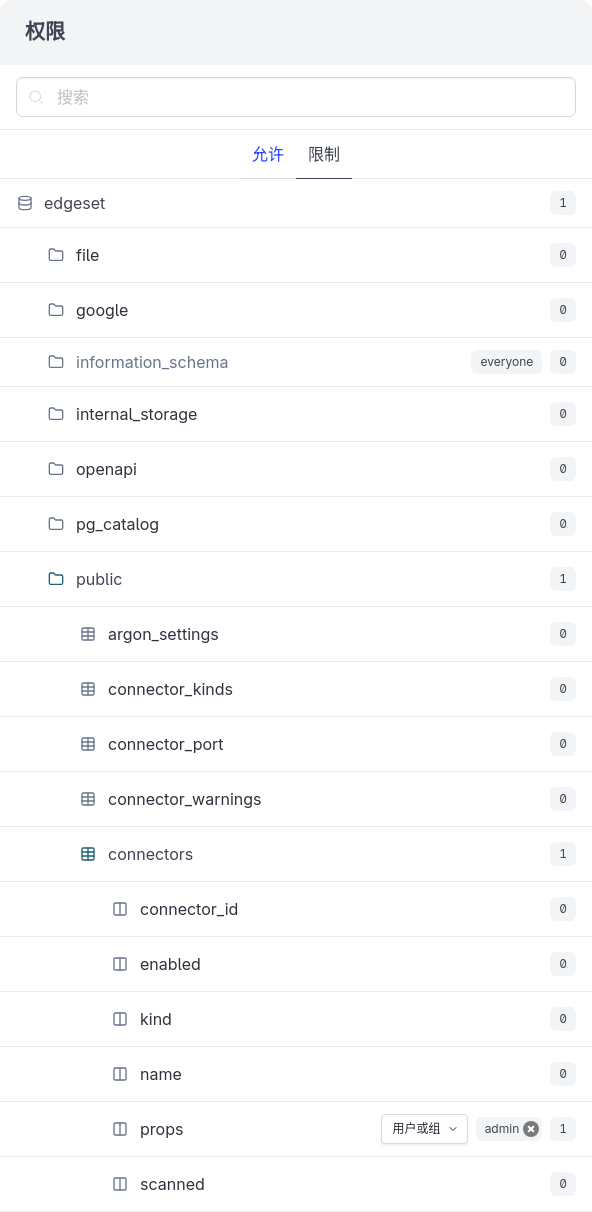 权限
搜索
允许 限制
edgeset 1
file 0
google 0
information_schema everyone 0
internal_storage 0
openapi 0
pg_catalog 0
public 1
argon_settings 0
connector_kinds 0
connector_port 0
connector_warnings 0
connectors 1
connector_id 0
enabled 0
kind 0
name 0
props 用户或组 admin 1
scanned 0